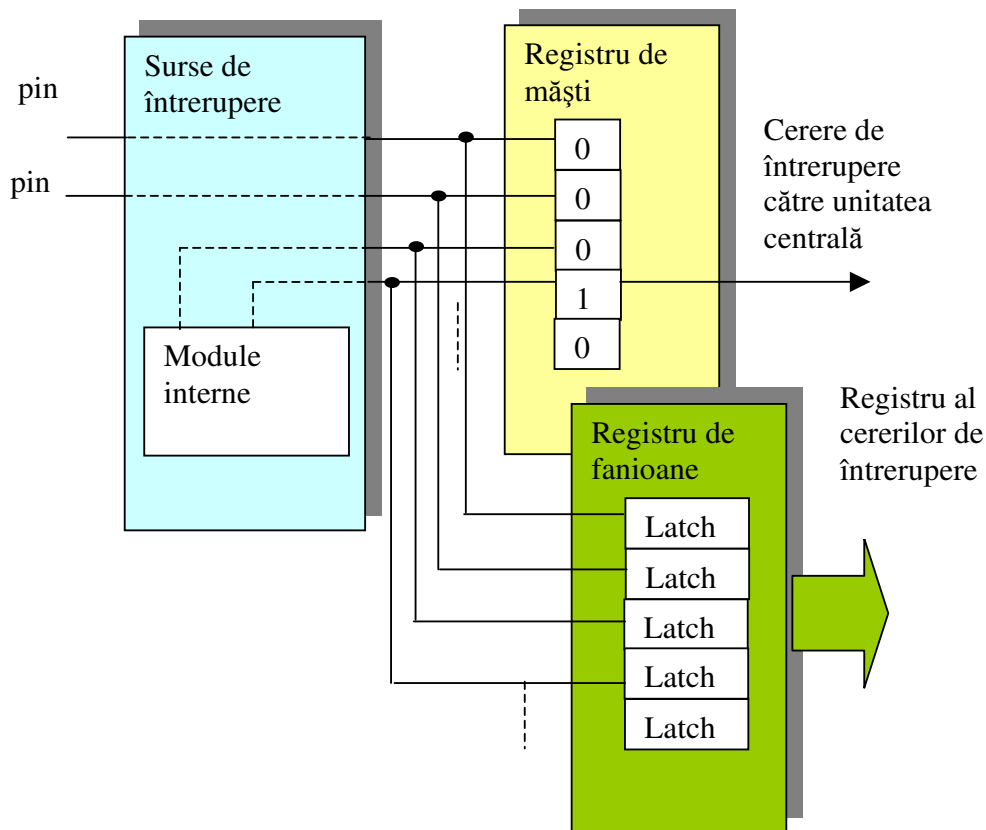 pin
pin
Surse de
întrerupere
Module
interne
Registru de
măşti
0
0
0
1
0
Cerere de
întrerupere
către unitatea
centrală
Registru de
fanioane
Latch
Latch
Latch
Latch
Latch
Registru al
cererilor de
întrerupere